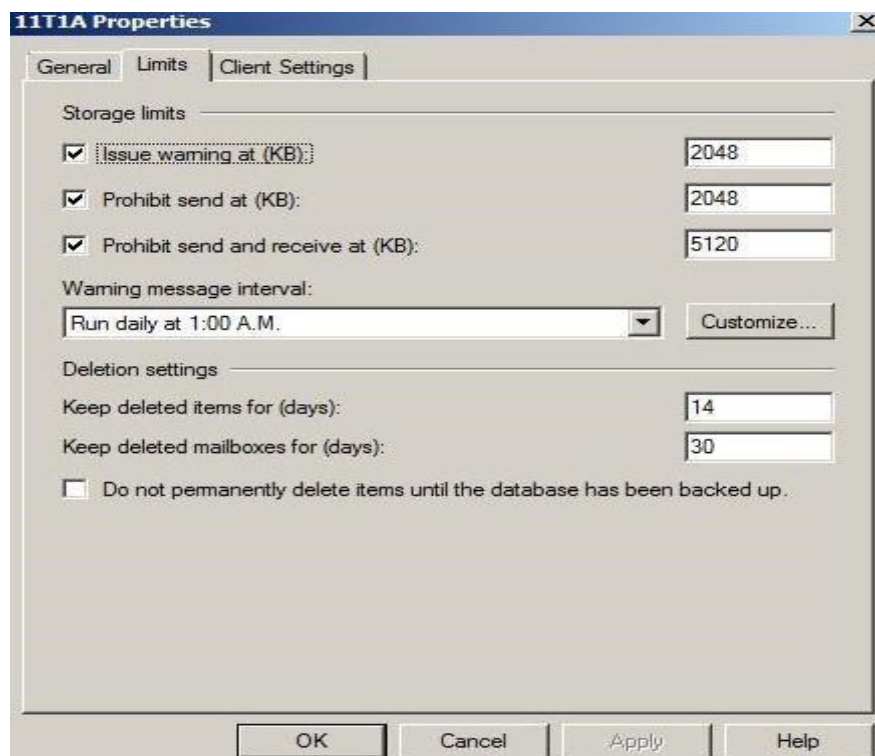 11T1A Properties
General Limits Client Settings
Storage limits
Issue warning at (KB): 2048
Prohibit send at (KB): 2048
Prohibit send and receive at (KB): 5120
Warning message interval:
Run daily at 1:00 A.M. Customize...
Deletion settings
Keep deleted items for (days): 14
Keep deleted mailboxes for (days): 30
Do not permanently delete items until the database has been backed up.
OK Cancel Apply Help